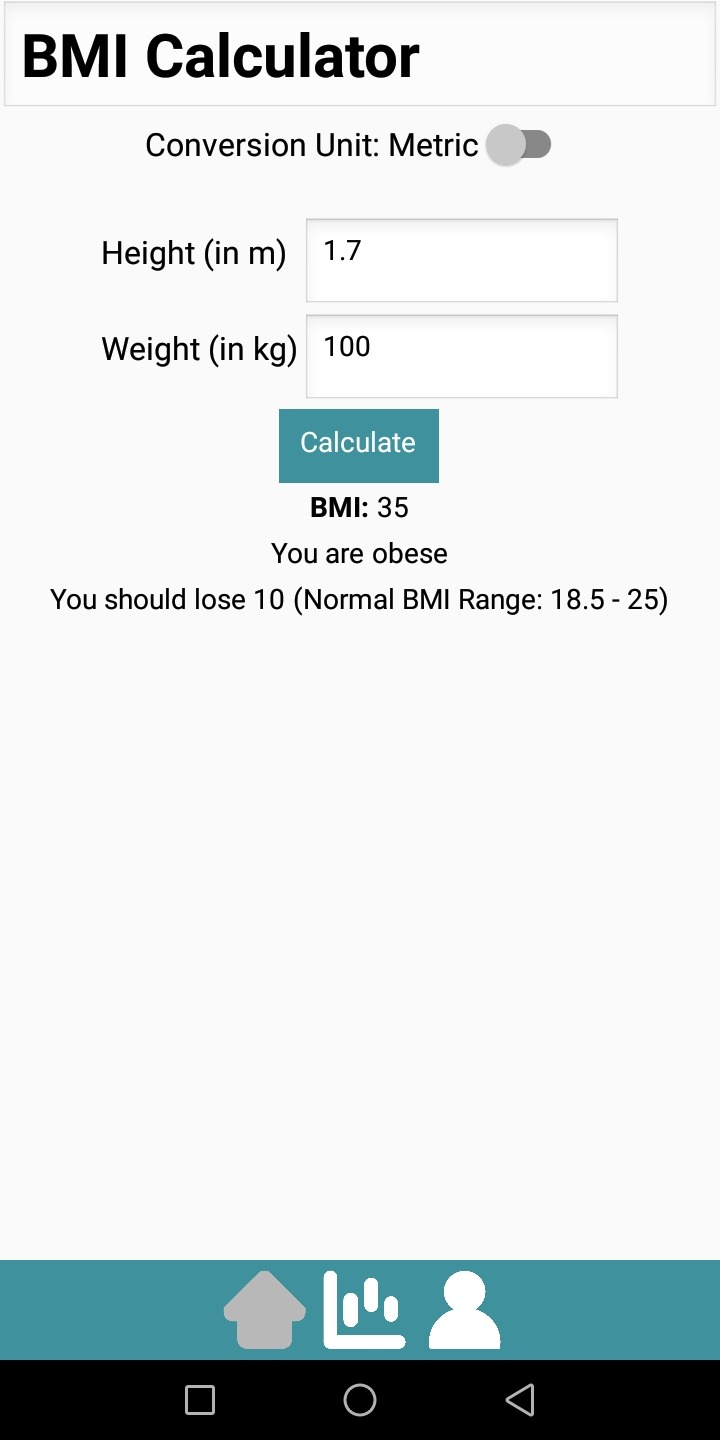 BMI Calculator
Conversion Unit: Metric
Height (in m) 1.7
Weight (in kg) 100
Calculate
BMI: 35
You are obese
You should lose 10 (Normal BMI Range: 18.5 - 25)